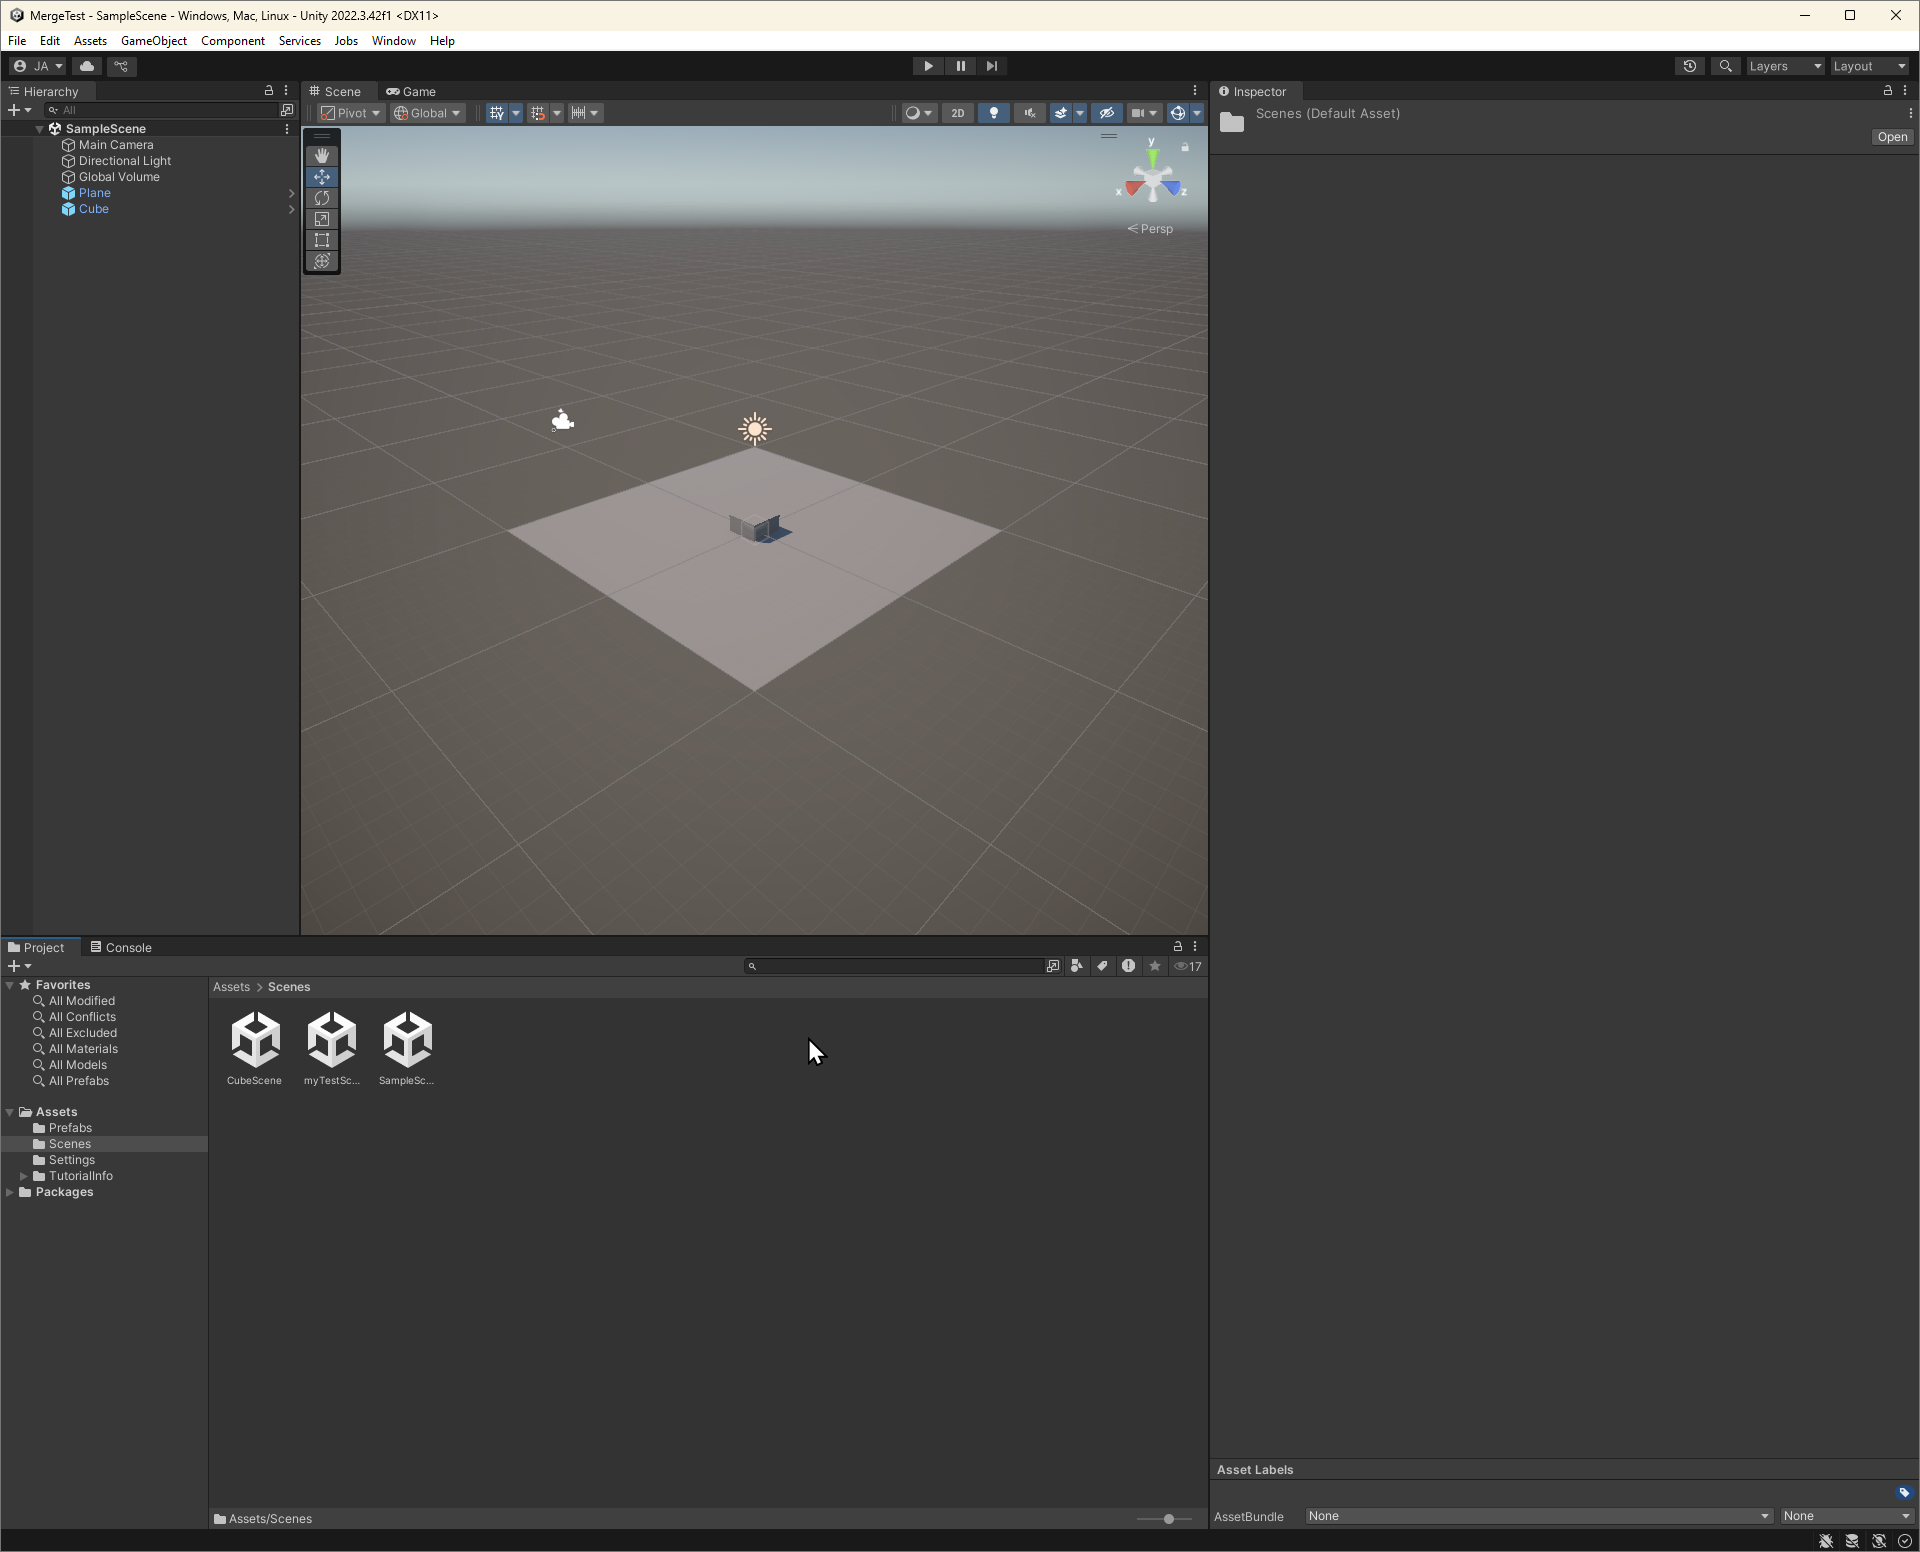 MergeTest - SampleScene - Windows, Mac, Linux - Unity 2022.3.42f1 <DX11>
File Edit Assets GameObject Component Services Jobs Window Help
JA Layers Layout
Hierarchy
All
SampleScene
Main Camera
Directional Light
Global Volume
Plane
Cube
Scene Game
Pivot Global 2D
y
x z
Persp
Inspector
Scenes (Default Asset)
Open
Project Console
17
Favorites
All Modified
All Conflicts
All Excluded
All Materials
All Models
All Prefabs
Assets
Prefabs
Scenes
Settings
TutorialInfo
Packages
Assets > Scenes
CubeScene myTestSc... SampleSc...
Assets/Scenes
Asset Labels
AssetBundle None None